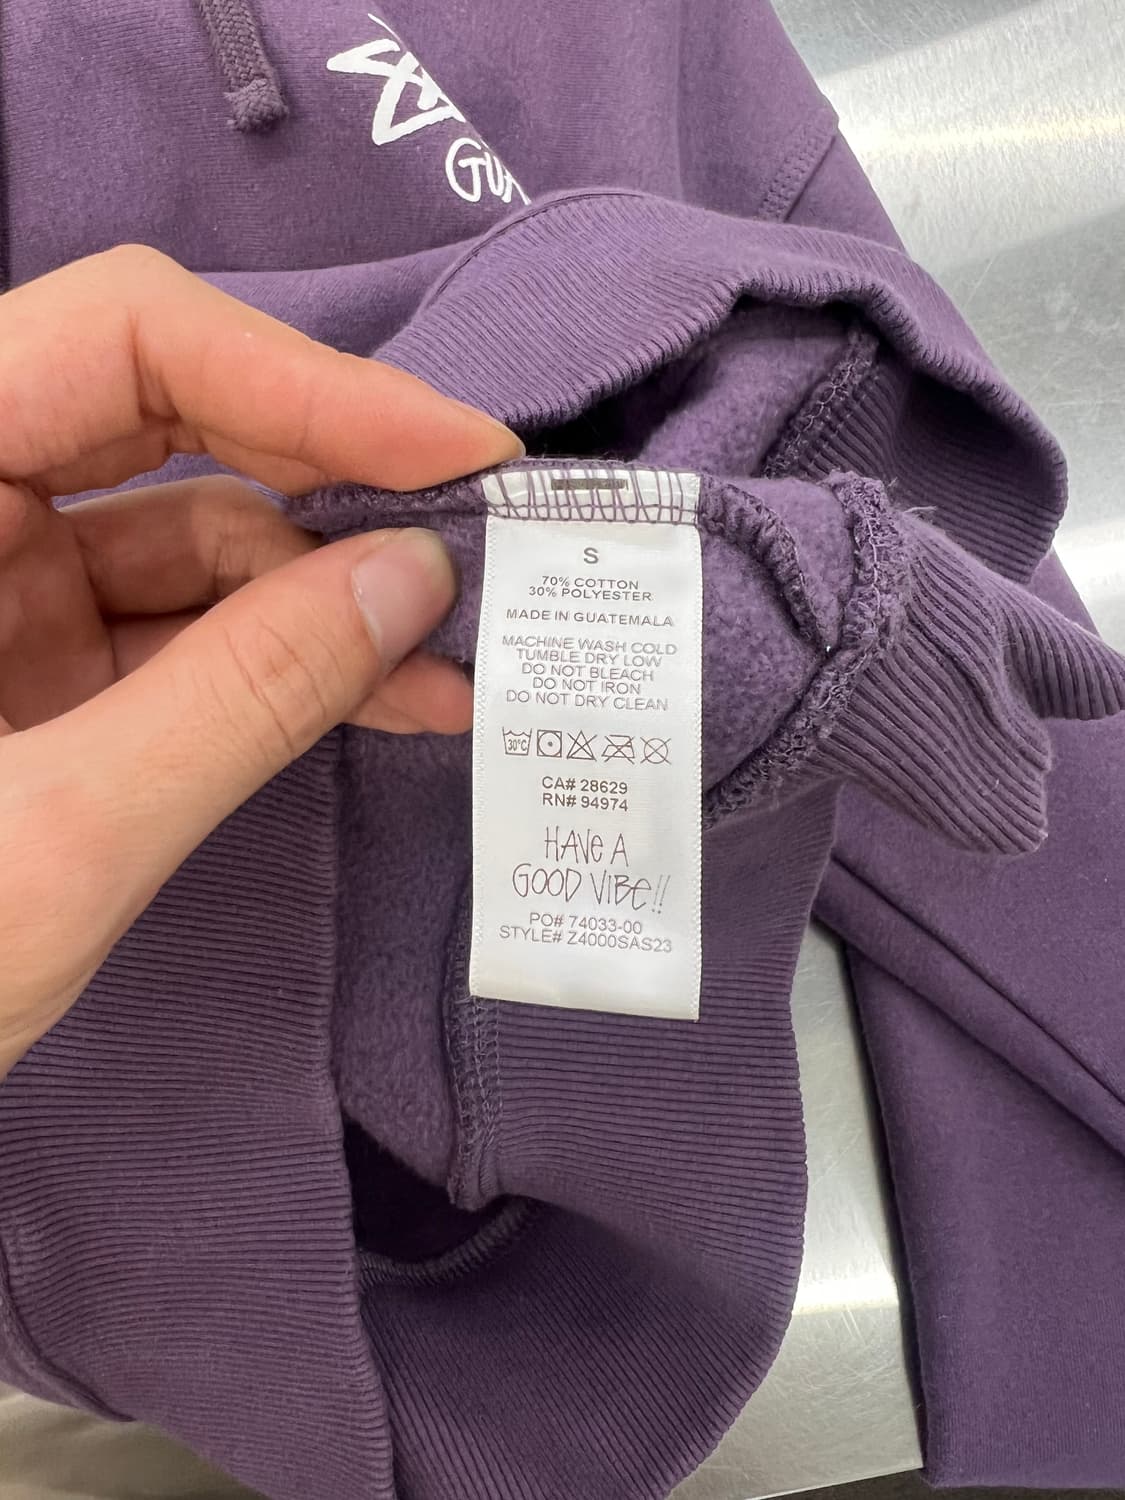 S
70% COTTON
30% POLYESTER
MADE IN GUATEMALA
MACHINE WASH COLD
TUMBLE DRY LOW
DO NOT BLEACH
DO NOT IRON
DO NOT DRY CLEAN
30°C
CA# 28629
RN# 94974
HAVE A
GOOD VIBE!!
PO# 74033-00
STYLE# Z4000SAS23